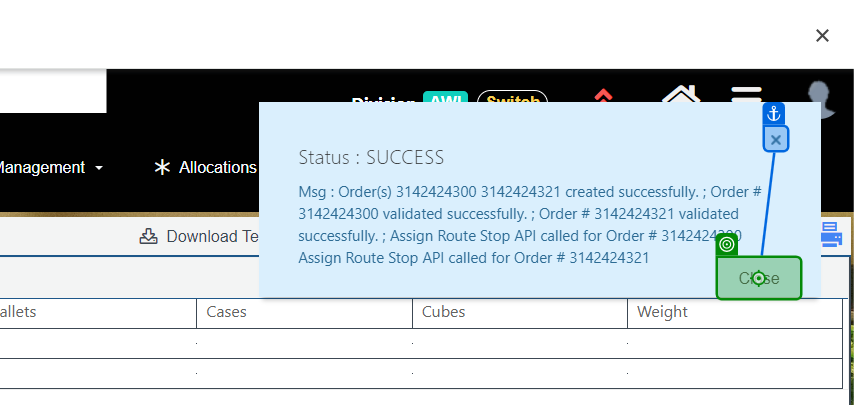 Division AWI Switch
Management
Allocations
Status : SUCCESS
Msg : Order(s) 3142424300 3142424321 created successfully. ; Order #
3142424300 validated successfully. ; Order # 3142424321 validated
successfully. ; Assign Route Stop API called for Order # 3142424300
Assign Route Stop API called for Order # 3142424321
Close
Download Te
allets
Cases
Cubes
Weight